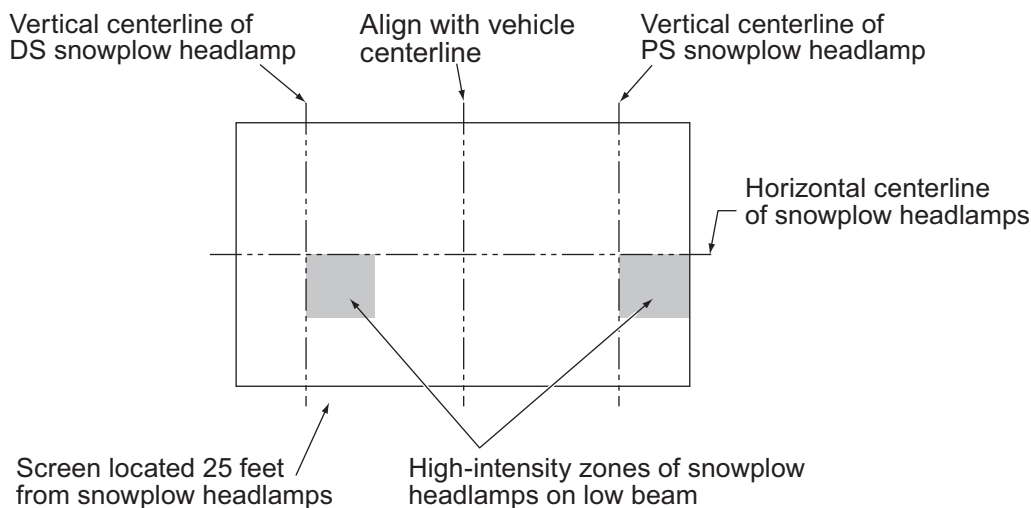 Vertical centerline of
DS snowplow headlamp
Align with vehicle
centerline
Vertical centerline of
PS snowplow headlamp
Horizontal centerline
of snowplow headlamps
Screen located 25 feet
from snowplow headlamps
High-intensity zones of snowplow
headlamps on low beam